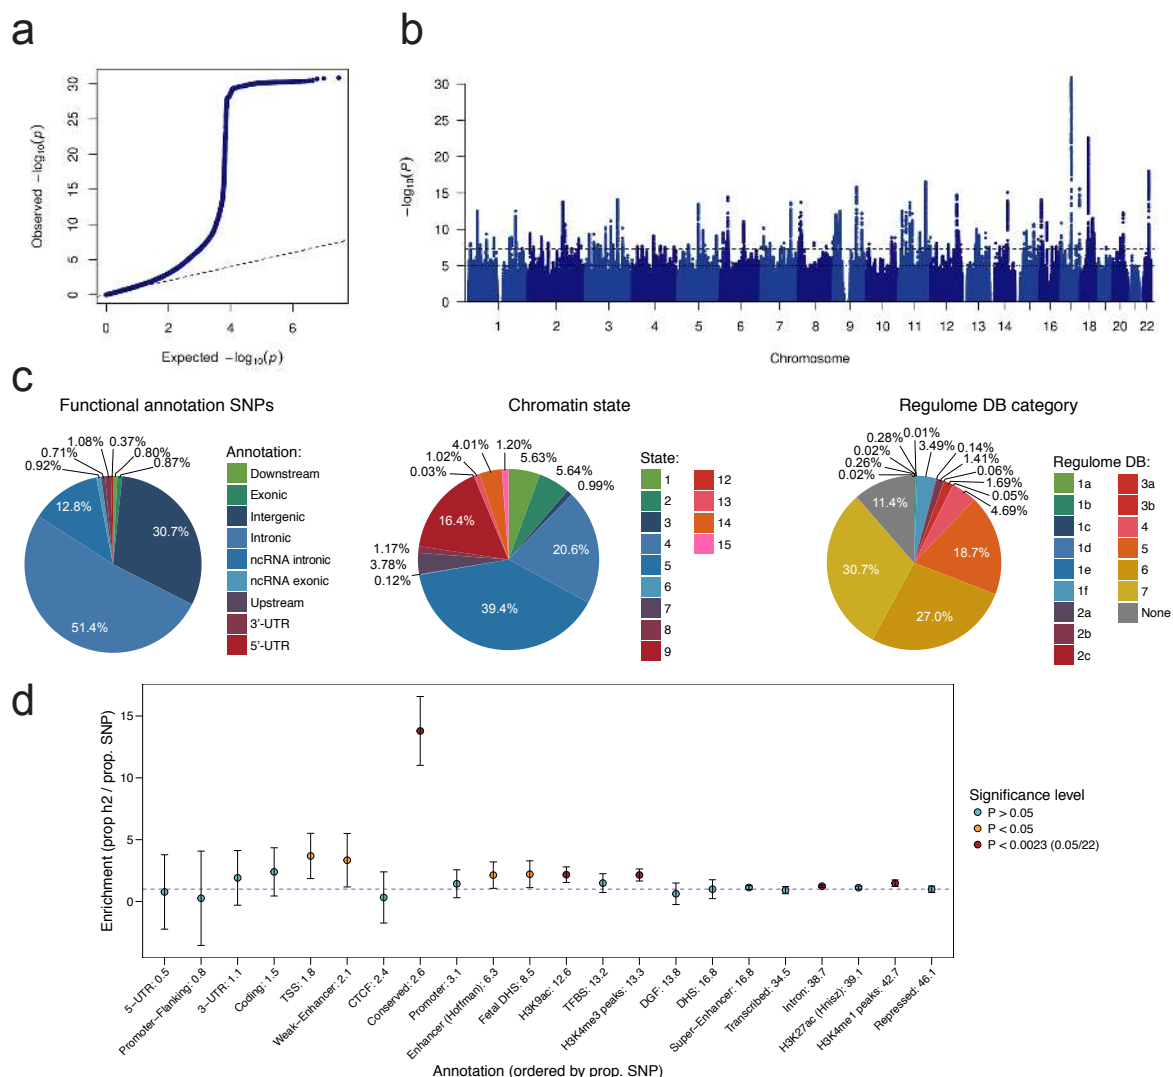 a
b
Observed −log10(p)
0
5
10
15
20
25
30
0
2
4
6
Expected −log10(p)
−log10(P)
0
5
10
15
20
25
30
1
2
3
4
5
6
7
8
9
10
11
12
13
14
16
18
20
22
Chromosome
c
Functional annotation SNPs
1.08%
0.37%
0.71%
0.80%
0.92%
0.87%
12.8%
30.7%
51.4%
Annotation:
Downstream
Exonic
Intergenic
Intronic
ncRNA intronic
ncRNA exonic
Upstream
3'-UTR
5'-UTR
Chromatin state
4.01%
1.20%
1.02%
5.63%
0.03%
5.64%
0.99%
16.4%
20.6%
1.17%
3.78%
0.12%
39.4%
State:
1
2
3
4
5
6
7
8
9
12
13
14
15
Regulome DB category
0.01%
0.28%
3.49%
0.02%
0.14%
0.26%
1.41%
0.02%
0.06%
1.69%
0.05%
4.69%
11.4%
18.7%
30.7%
27.0%
Regulome DB:
1a
1b
1c
1d
1e
1f
2a
2b
2c
3a
3b
4
5
6
7
None
d
Enrichment (prop h2 / prop. SNP)
15
10
5
0
Significance level
P > 0.05
P < 0.05
P < 0.0023 (0.05/22)
5−UTR: 0.5
Promoter−Flanking: 0.8
3−UTR: 1.1
Coding: 1.5
TSS: 1.8
Weak−Enhancer: 2.1
CTCF: 2.4
Conserved: 2.6
Promoter: 3.1
Enhancer (Hoffman): 6.3
Fetal DHS: 8.5
H3K9ac: 12.6
TFBS: 13.2
H3K4me3 peaks: 13.3
DGF: 13.8
DHS: 16.8
Super−Enhancer: 16.8
Transcribed: 34.5
Intron: 38.7
H3K27ac (Hnisz): 39.1
H3K4me1 peaks: 42.7
Repressed: 46.1
Annotation (ordered by prop. SNP)